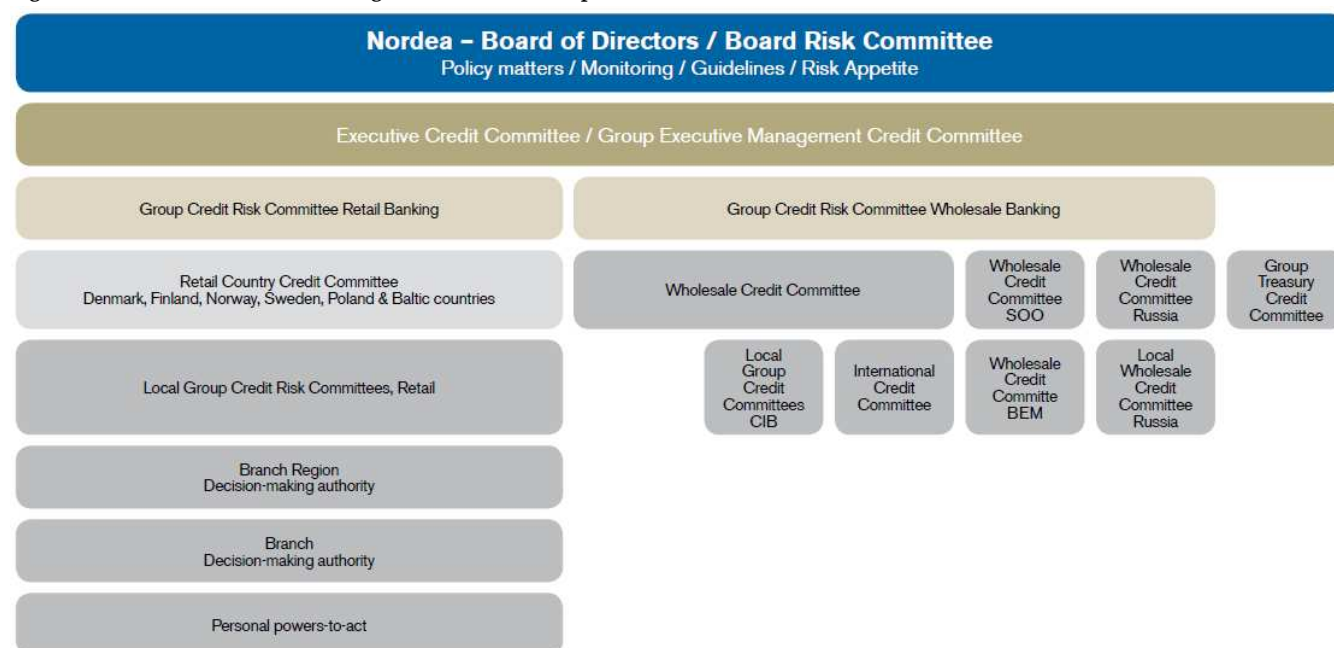 Nordea – Board of Directors / Board Risk Committee
Policy matters / Monitoring / Guidelines / Risk Appetite
Executive Credit Committee / Group Executive Management Credit Committee
Group Credit Risk Committee Retail Banking
Group Credit Risk Committee Wholesale Banking
Retail Country Credit Committee
Denmark, Finland, Norway, Sweden, Poland & Baltic countries
Wholesale Credit Committee
Wholesale
Credit
Committee
SOO
Wholesale
Credit
Committee
Russia
Group
Treasury
Credit
Committee
Local Group Credit Risk Committees, Retail
Local
Group
Credit
Committees
CIB
International
Credit
Committee
Wholesale
Credit
Committe
BEM
Local
Wholesale
Credit
Committee
Russia
Branch Region
Decision-making authority
Branch
Decision-making authority
Personal powers-to-act